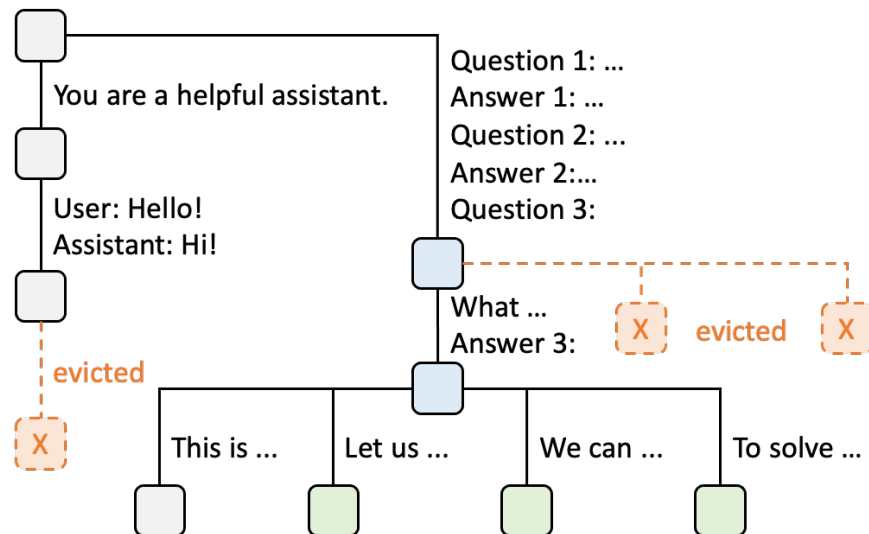 You are a helpful assistant.
User: Hello!
Assistant: Hi!
evicted
X
Question 1: ...
Answer 1: ...
Question 2: ...
Answer 2:...
Question 3:
What ...
Answer 3:
X
evicted
X
This is ...
Let us ...
We can ...
To solve ...